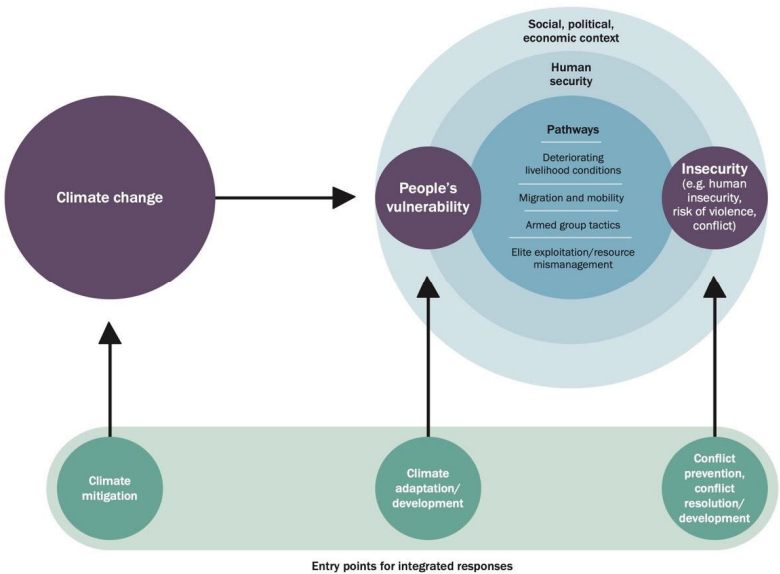 Social, political,
economic context
Human
security
Pathways
Deteriorating
livelihood conditions
Migration and mobility
Armed group tactics
Elite exploitation/resource
mismanagement
Climate change
People’s
vulnerability
Insecurity
(e.g. human
insecurity,
risk of violence,
conflict)
Climate
mitigation
Climate
adaptation/
development
Conflict
prevention,
conflict
resolution/
development
Entry points for integrated responses